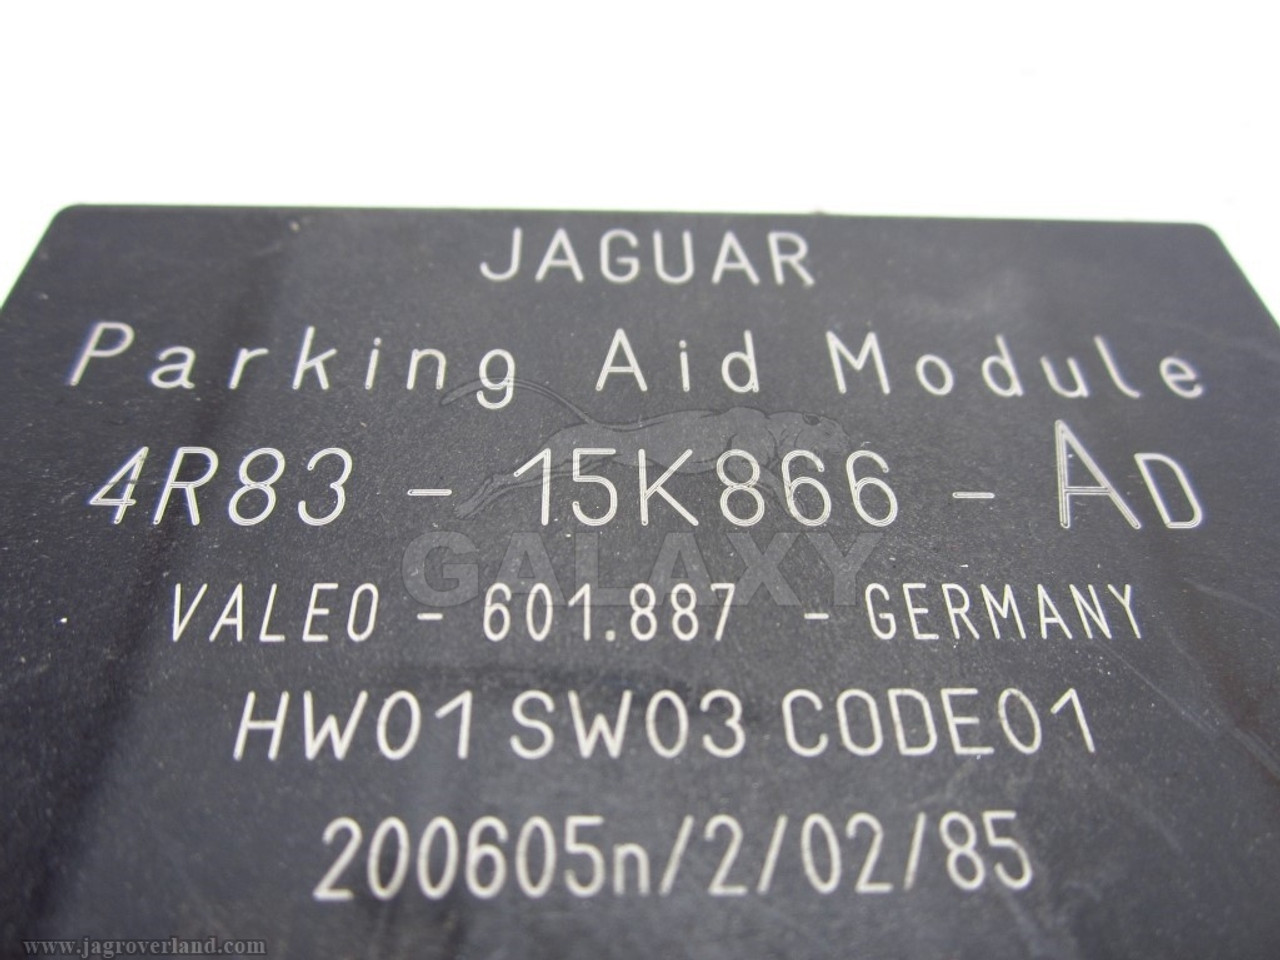 JAGUAR
Parking Aid Module
4R83 - 15K866 - AD
GALAXY
VALEO - 601.887 - GERMANY
HW01 SW03 CODE01
200605n/2/02/85
www.jagroverland.com